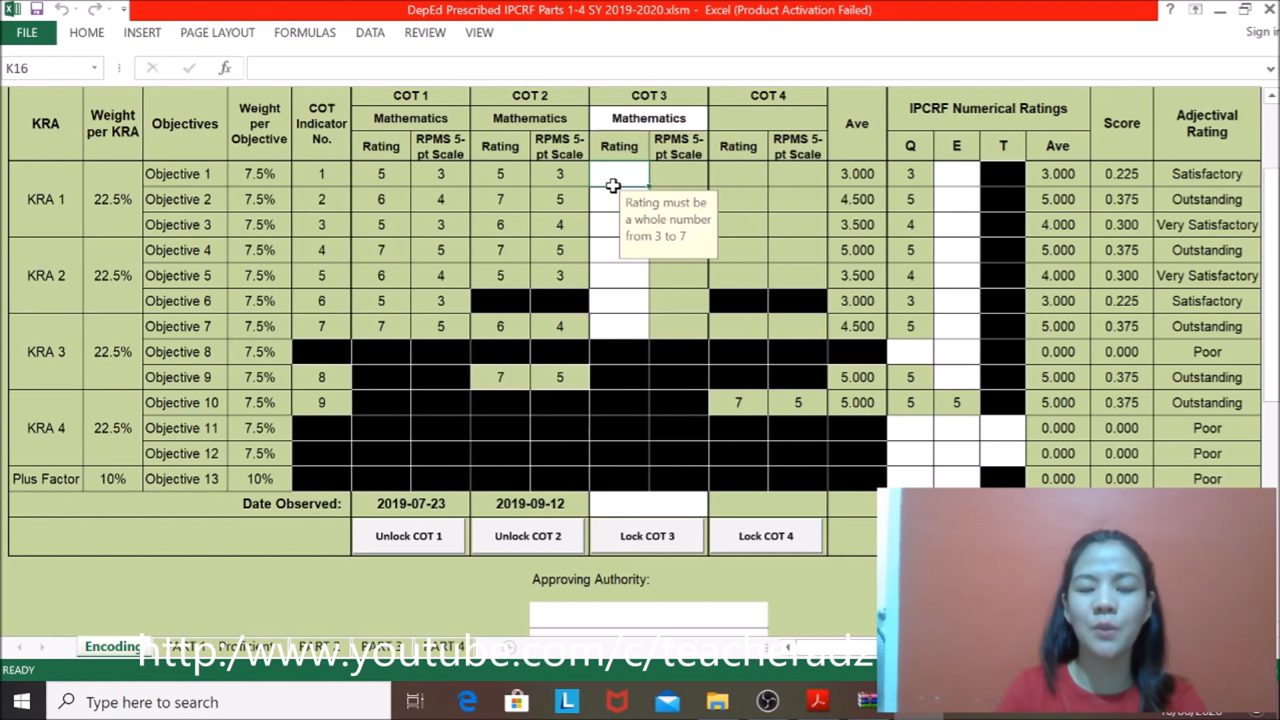 DepEd Prescribed IPCRF Parts 1-4 SY 2019-2020.xlsm - Excel (Product Activation Failed)
FILE HOME INSERT PAGE LAYOUT FORMULAS DATA REVIEW VIEW Sign in
K16 fx
KRA Weight per KRA Objectives Weight per Objective COT Indicator No. COT 1 COT 2 COT 3 COT 4 Ave IPCRF Numerical Ratings Score Adjectival Rating
Mathematics Mathematics Mathematics
Rating RPMS 5-pt Scale Rating RPMS 5-pt Scale Rating RPMS 5-pt Scale Rating RPMS 5-pt Scale Q E T Ave
KRA 1 22.5% Objective 1 7.5% 1 5 3 5 3 3.000 3 3.000 0.225 Satisfactory
Objective 2 7.5% 2 6 4 7 5 4.500 5 5.000 0.375 Outstanding
Objective 3 7.5% 3 5 3 6 4 3.500 4 4.000 0.300 Very Satisfactory
Rating must be
a whole number
from 3 to 7
KRA 2 22.5% Objective 4 7.5% 4 7 5 7 5 5.000 5 5.000 0.375 Outstanding
Objective 5 7.5% 5 6 4 5 3 3.500 4 4.000 0.300 Very Satisfactory
Objective 6 7.5% 6 5 3 3.000 3 3.000 0.225 Satisfactory
KRA 3 22.5% Objective 7 7.5% 7 7 5 6 4 4.500 5 5.000 0.375 Outstanding
Objective 8 7.5% 0.000 0.000 Poor
Objective 9 7.5% 8 7 5 5.000 5 5.000 0.375 Outstanding
KRA 4 22.5% Objective 10 7.5% 9 7 5 5.000 5 5 5.000 0.375 Outstanding
Objective 11 7.5% 0.000 0.000 Poor
Objective 12 7.5% 0.000 0.000 Poor
Plus Factor 10% Objective 13 10% 0.000 0.000 Poor
Date Observed: 2019-07-23 2019-09-12
Unlock COT 1 Unlock COT 2 Lock COT 3 Lock COT 4
Approving Authority:
Encoding PART 1 Proficient PART 2 PART 3 PART 4
http:/www.youtube.com/c/teacheradz
READY
Type here to search